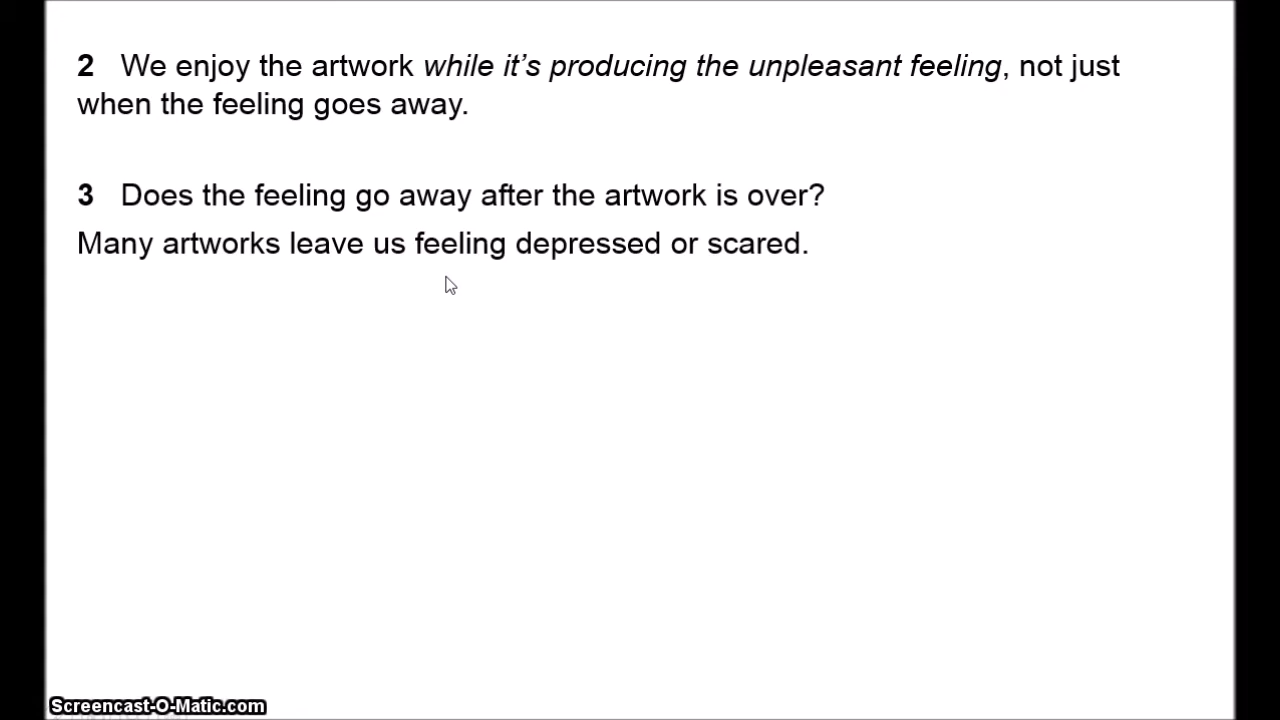 2 We enjoy the artwork while it’s producing the unpleasant feeling, not just
when the feeling goes away.
3 Does the feeling go away after the artwork is over?
Many artworks leave us feeling depressed or scared.
Screencast-O-Matic.com